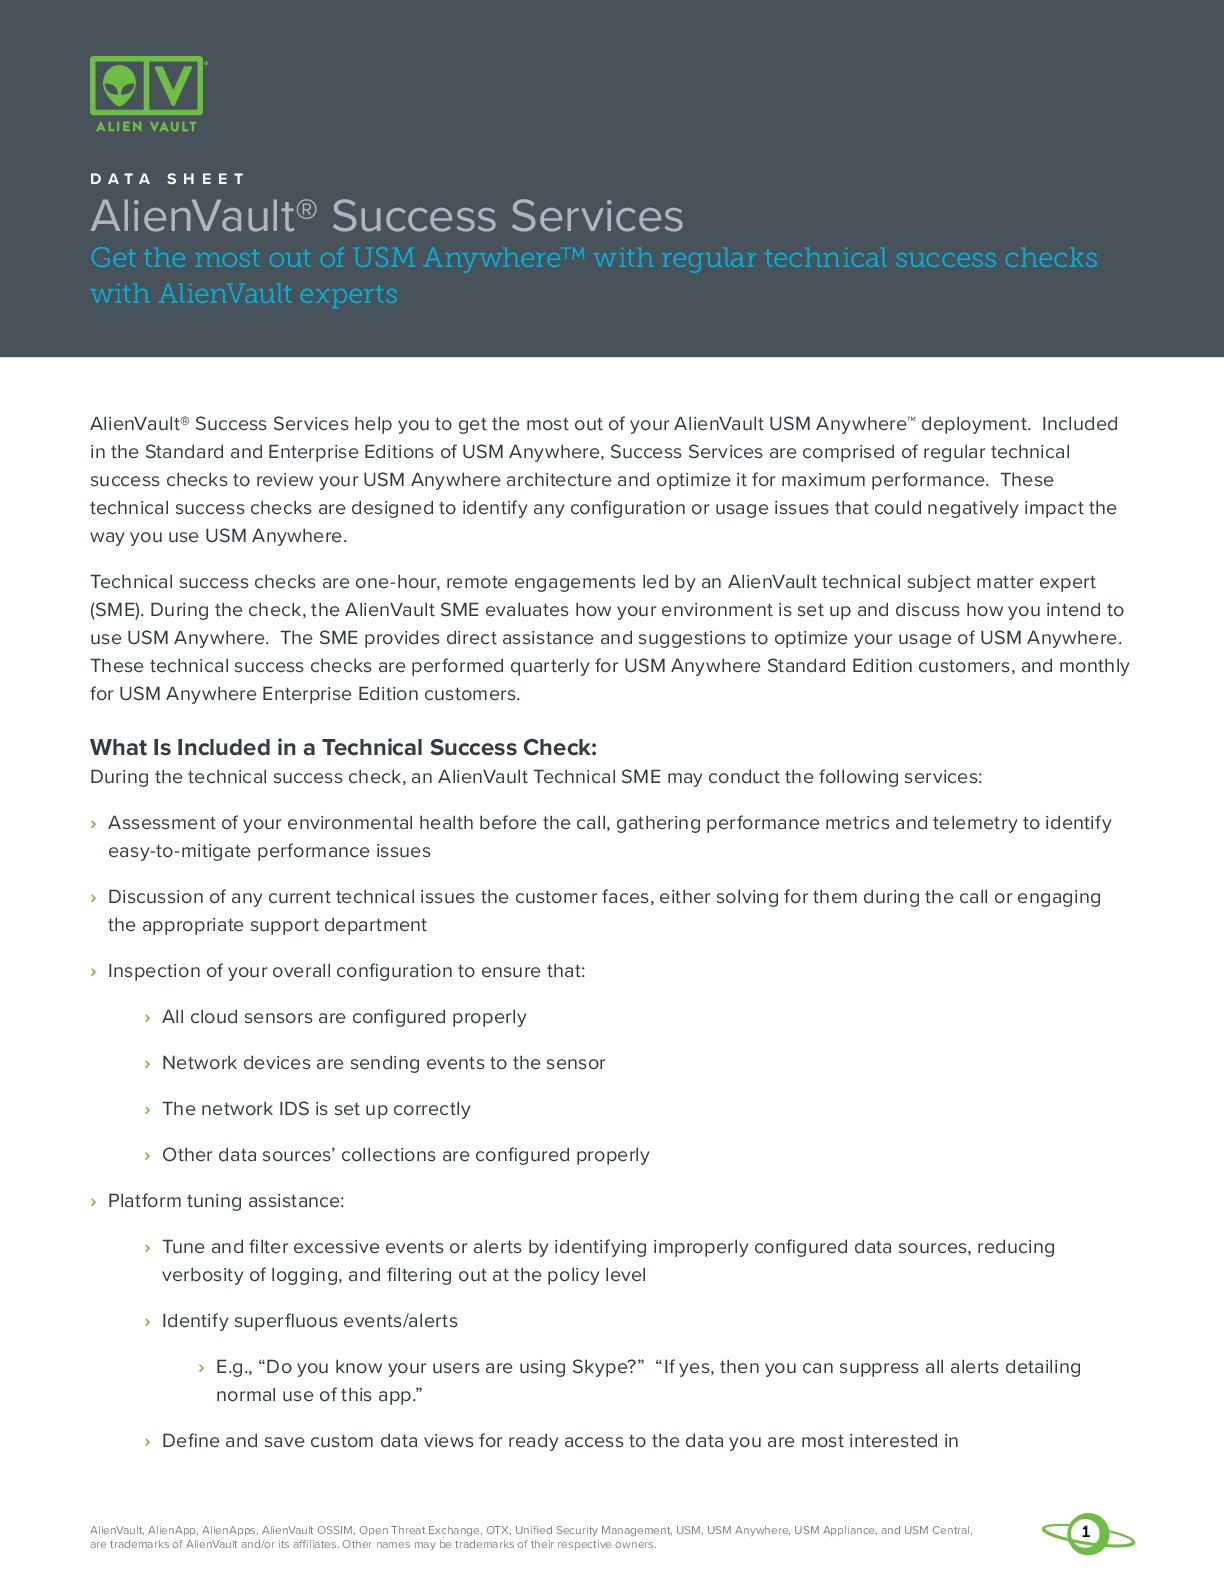 ALIEN VAULT
DATA SHEET
AlienVault® Success Services
Get the most out of USM Anywhere™ with regular technical success checks
with AlienVault experts
AlienVault® Success Services help you to get the most out of your AlienVault USM Anywhere™ deployment.  Included
in the Standard and Enterprise Editions of USM Anywhere, Success Services are comprised of regular technical
success checks to review your USM Anywhere architecture and optimize it for maximum performance.  These
technical success checks are designed to identify any configuration or usage issues that could negatively impact the
way you use USM Anywhere.
Technical success checks are one-hour, remote engagements led by an AlienVault technical subject matter expert
(SME). During the check, the AlienVault SME evaluates how your environment is set up and discuss how you intend to
use USM Anywhere.  The SME provides direct assistance and suggestions to optimize your usage of USM Anywhere.
These technical success checks are performed quarterly for USM Anywhere Standard Edition customers, and monthly
for USM Anywhere Enterprise Edition customers.
What Is Included in a Technical Success Check:
During the technical success check, an AlienVault Technical SME may conduct the following services:
› Assessment of your environmental health before the call, gathering performance metrics and telemetry to identify
easy-to-mitigate performance issues
› Discussion of any current technical issues the customer faces, either solving for them during the call or engaging
the appropriate support department
› Inspection of your overall configuration to ensure that:
› All cloud sensors are configured properly
› Network devices are sending events to the sensor
› The network IDS is set up correctly
› Other data sources’ collections are configured properly
› Platform tuning assistance:
› Tune and filter excessive events or alerts by identifying improperly configured data sources, reducing
verbosity of logging, and filtering out at the policy level
› Identify superfluous events/alerts
› E.g., “Do you know your users are using Skype?”  “If yes, then you can suppress all alerts detailing
normal use of this app.”
› Define and save custom data views for ready access to the data you are most interested in
AlienVault, AlienApp, AlienApps, AlienVault OSSIM, Open Threat Exchange, OTX, Unified Security Management, USM, USM Anywhere, USM Appliance, and USM Central,
are trademarks of AlienVault and/or its affiliates. Other names may be trademarks of their respective owners.
1